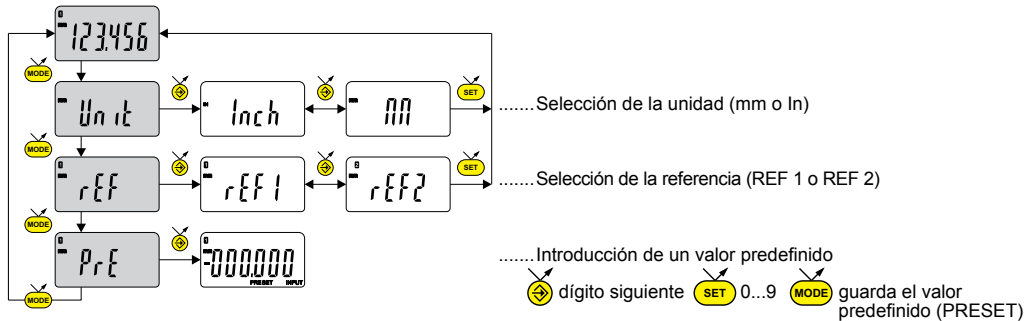 123.456
MODE
Unit
Inch
MM
SET
.......Selección de la unidad (mm o In)
MODE
rEF
rEF1
rEF2
SET
.......Selección de la referencia (REF 1 o REF 2)
MODE
PrE
-000.000
PRESET INPUT
.......Introducción de un valor predefinido
dígito siguiente SET 0...9 MODE guarda el valor
predefinido (PRESET)
MODE